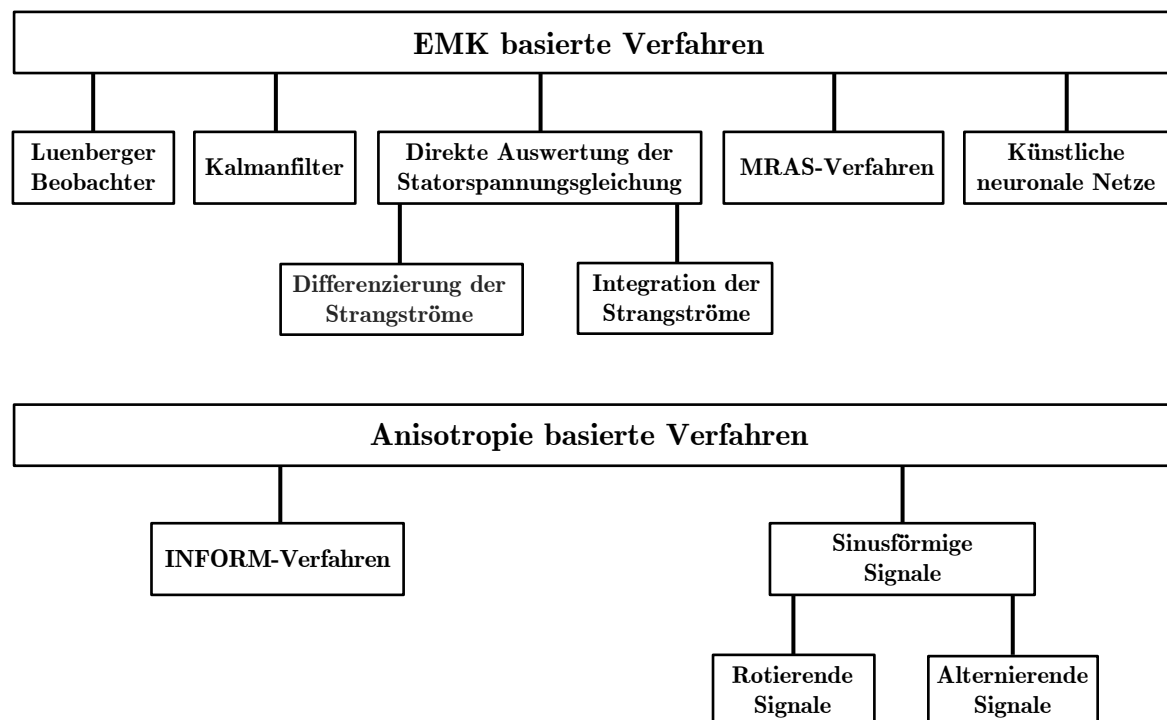 EMK basierte Verfahren
Luenberger
Beobachter
Kalmanfilter
Direkte Auswertung der
Statorspannungsgleichung
MRAS-Verfahren
Künstliche
neuronale Netze
Differenzierung der
Strangströme
Integration der
Strangströme
Anisotropie basierte Verfahren
INFORM-Verfahren
Sinusförmige
Signale
Rotierende
Signale
Alternierende
Signale